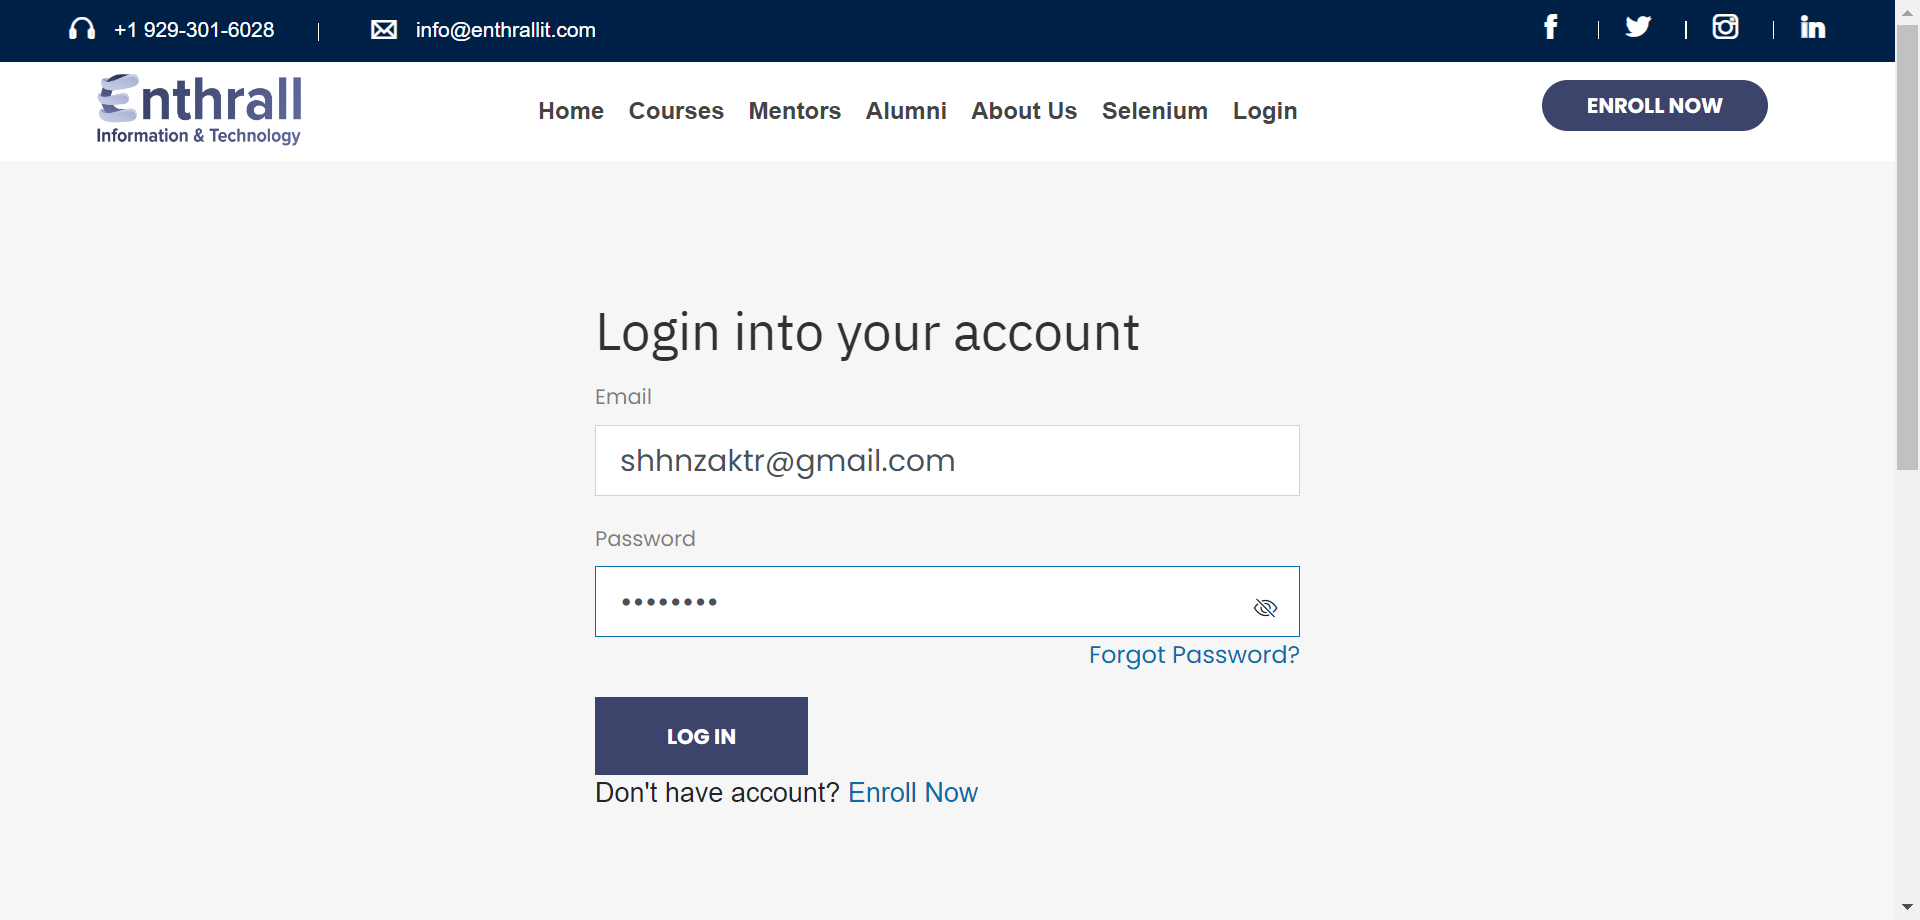 +1 929-301-6028
info@enthrallit.com
Enthrall
Information & Technology
Home Courses Mentors Alumni About Us Selenium Login
ENROLL NOW
Login into your account
Email
shhnzaktr@gmail.com
Password
••••••••
Forgot Password?
LOG IN
Don't have account? Enroll Now